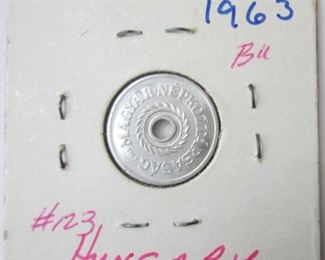 1963
BU
MAGYAR NÉPKÖZTÁRSASÁG
#123
HUNGARY